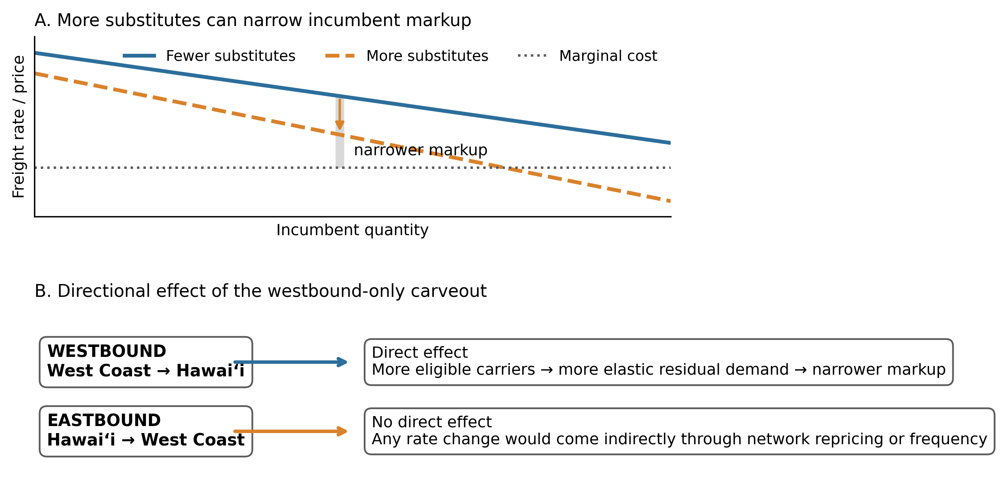 A. More substitutes can narrow incumbent markup
Fewer substitutes
More substitutes
Marginal cost
Freight rate / price
narrower markup
Incumbent quantity
B. Directional effect of the westbound-only carveout
WESTBOUND
West Coast → Hawaiʻi
Direct effect
More eligible carriers → more elastic residual demand → narrower markup
EASTBOUND
Hawaiʻi → West Coast
No direct effect
Any rate change would come indirectly through network repricing or frequency